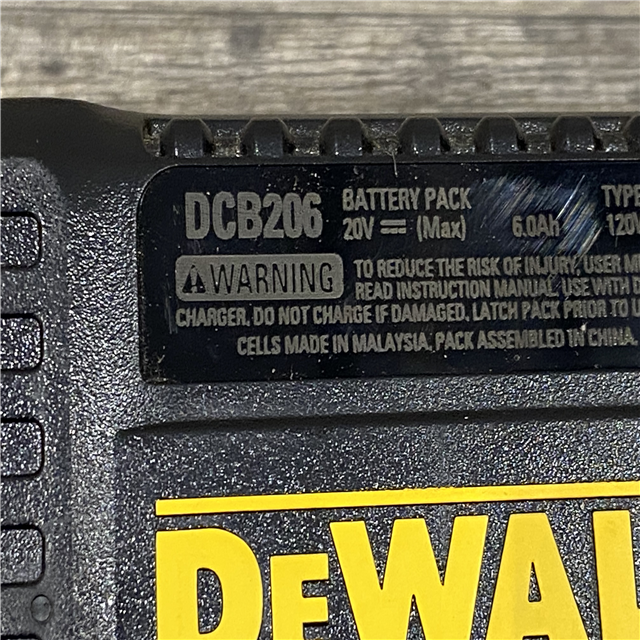 DCB206 BATTERY PACK TYPE
20V ⎓ (Max) 6.0Ah 120W
⚠WARNING TO REDUCE THE RISK OF INJURY, USER
READ INSTRUCTION MANUAL. USE WITH
CHARGER. DO NOT CHARGE IF DAMAGED. LATCH PACK PRIOR TO
CELLS MADE IN MALAYSIA, PACK ASSEMBLED IN CHINA.
DEWAL